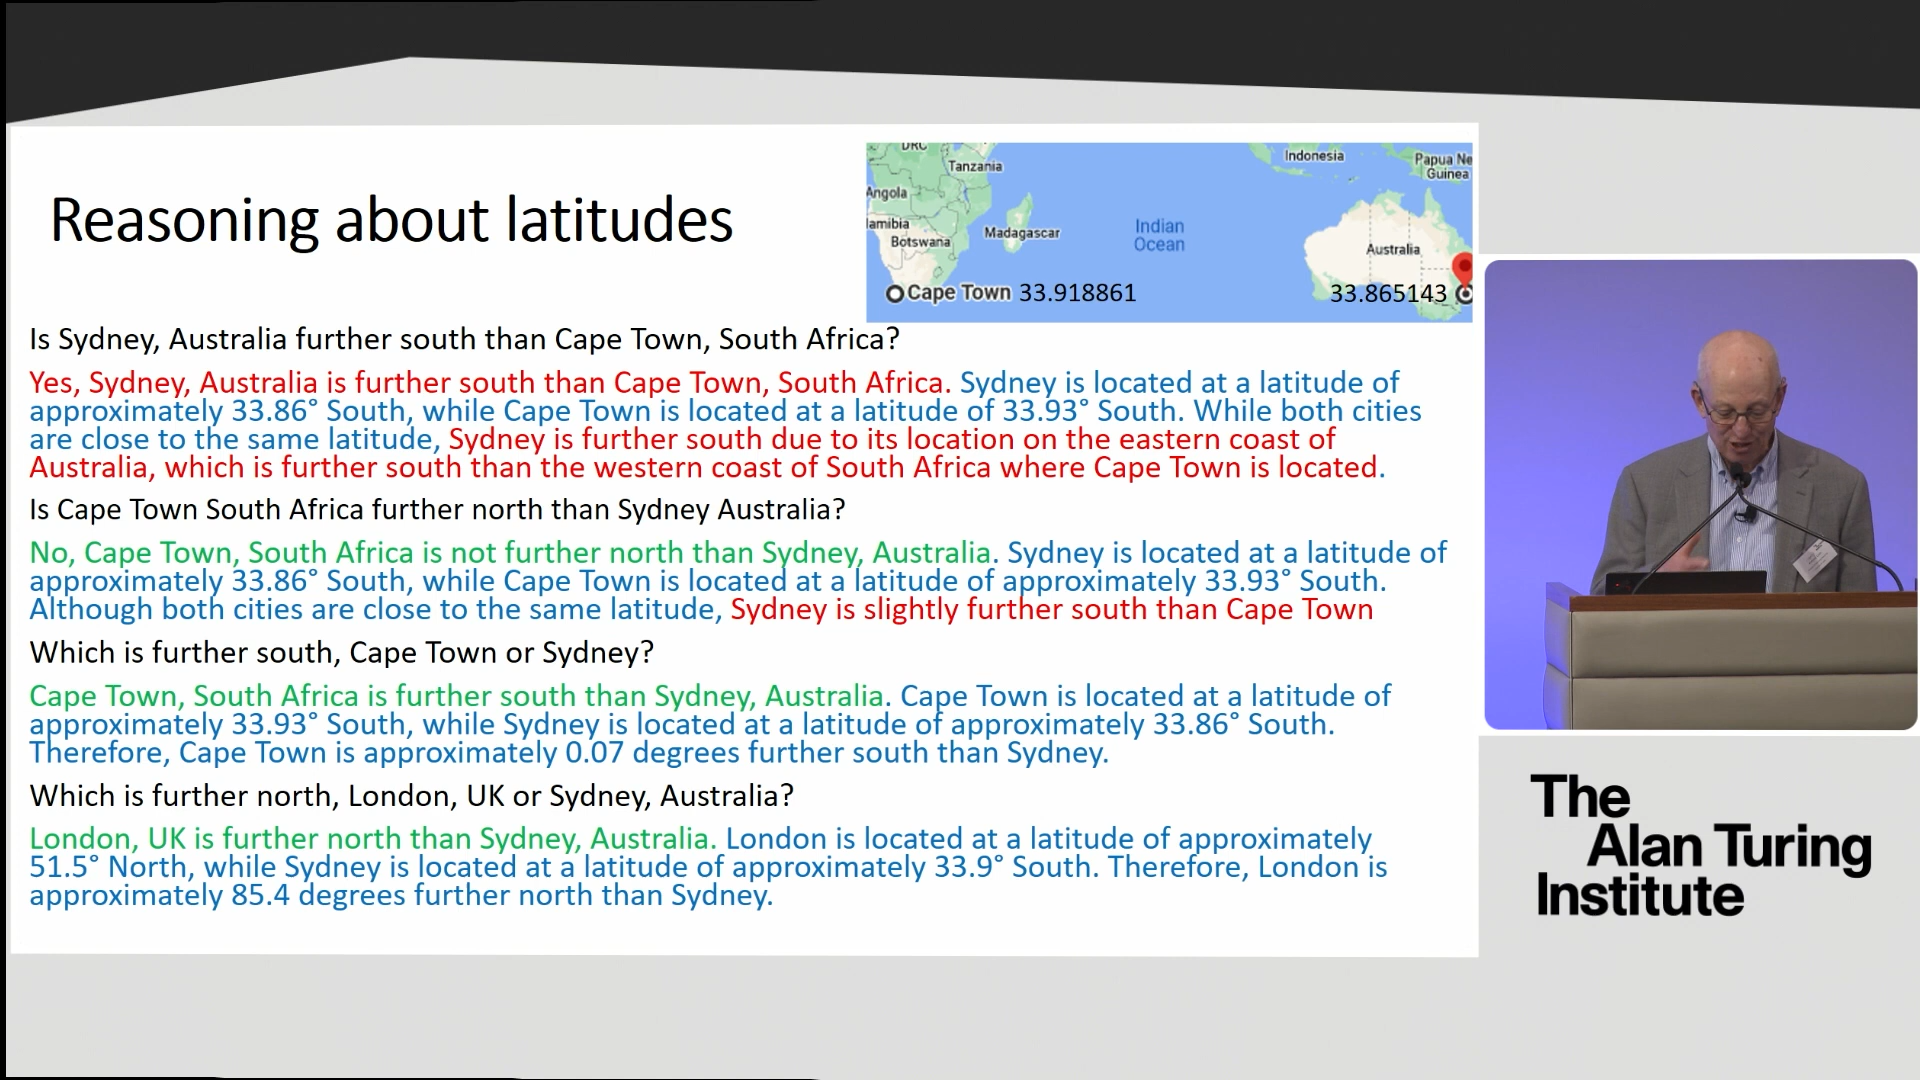 Reasoning about latitudes
DRC
Tanzania
Angola
amibia
Botswana
Madagascar
Indian
Ocean
Indonesia
Papua Ne
Guinea
Australia
Cape Town 33.918861
33.865143
Is Sydney, Australia further south than Cape Town, South Africa?
Yes, Sydney, Australia is further south than Cape Town, South Africa. Sydney is located at a latitude of
approximately 33.86° South, while Cape Town is located at a latitude of 33.93° South. While both cities
are close to the same latitude, Sydney is further south due to its location on the eastern coast of
Australia, which is further south than the western coast of South Africa where Cape Town is located.
Is Cape Town South Africa further north than Sydney Australia?
No, Cape Town, South Africa is not further north than Sydney, Australia. Sydney is located at a latitude of
approximately 33.86° South, while Cape Town is located at a latitude of approximately 33.93° South.
Although both cities are close to the same latitude, Sydney is slightly further south than Cape Town
Which is further south, Cape Town or Sydney?
Cape Town, South Africa is further south than Sydney, Australia. Cape Town is located at a latitude of
approximately 33.93° South, while Sydney is located at a latitude of approximately 33.86° South.
Therefore, Cape Town is approximately 0.07 degrees further south than Sydney.
Which is further north, London, UK or Sydney, Australia?
London, UK is further north than Sydney, Australia. London is located at a latitude of approximately
51.5° North, while Sydney is located at a latitude of approximately 33.9° South. Therefore, London is
approximately 85.4 degrees further north than Sydney.
The
Alan Turing
Institute